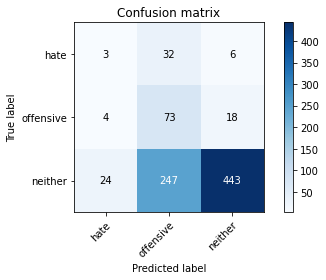 Confusion matrix
hate 3 32 6
offensive 4 73 18
neither 24 247 443
hate offensive neither
True label
Predicted label
400
350
300
250
200
150
100
50